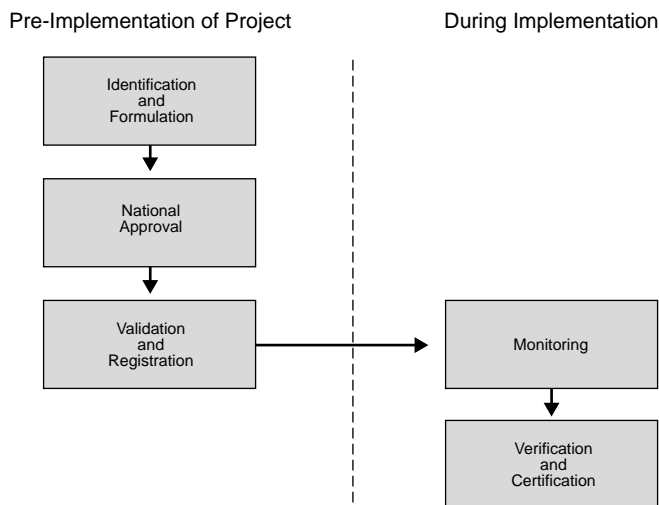 Pre-Implementation of Project
During Implementation
Identification
and
Formulation
National
Approval
Validation
and
Registration
Monitoring
Verification
and
Certification